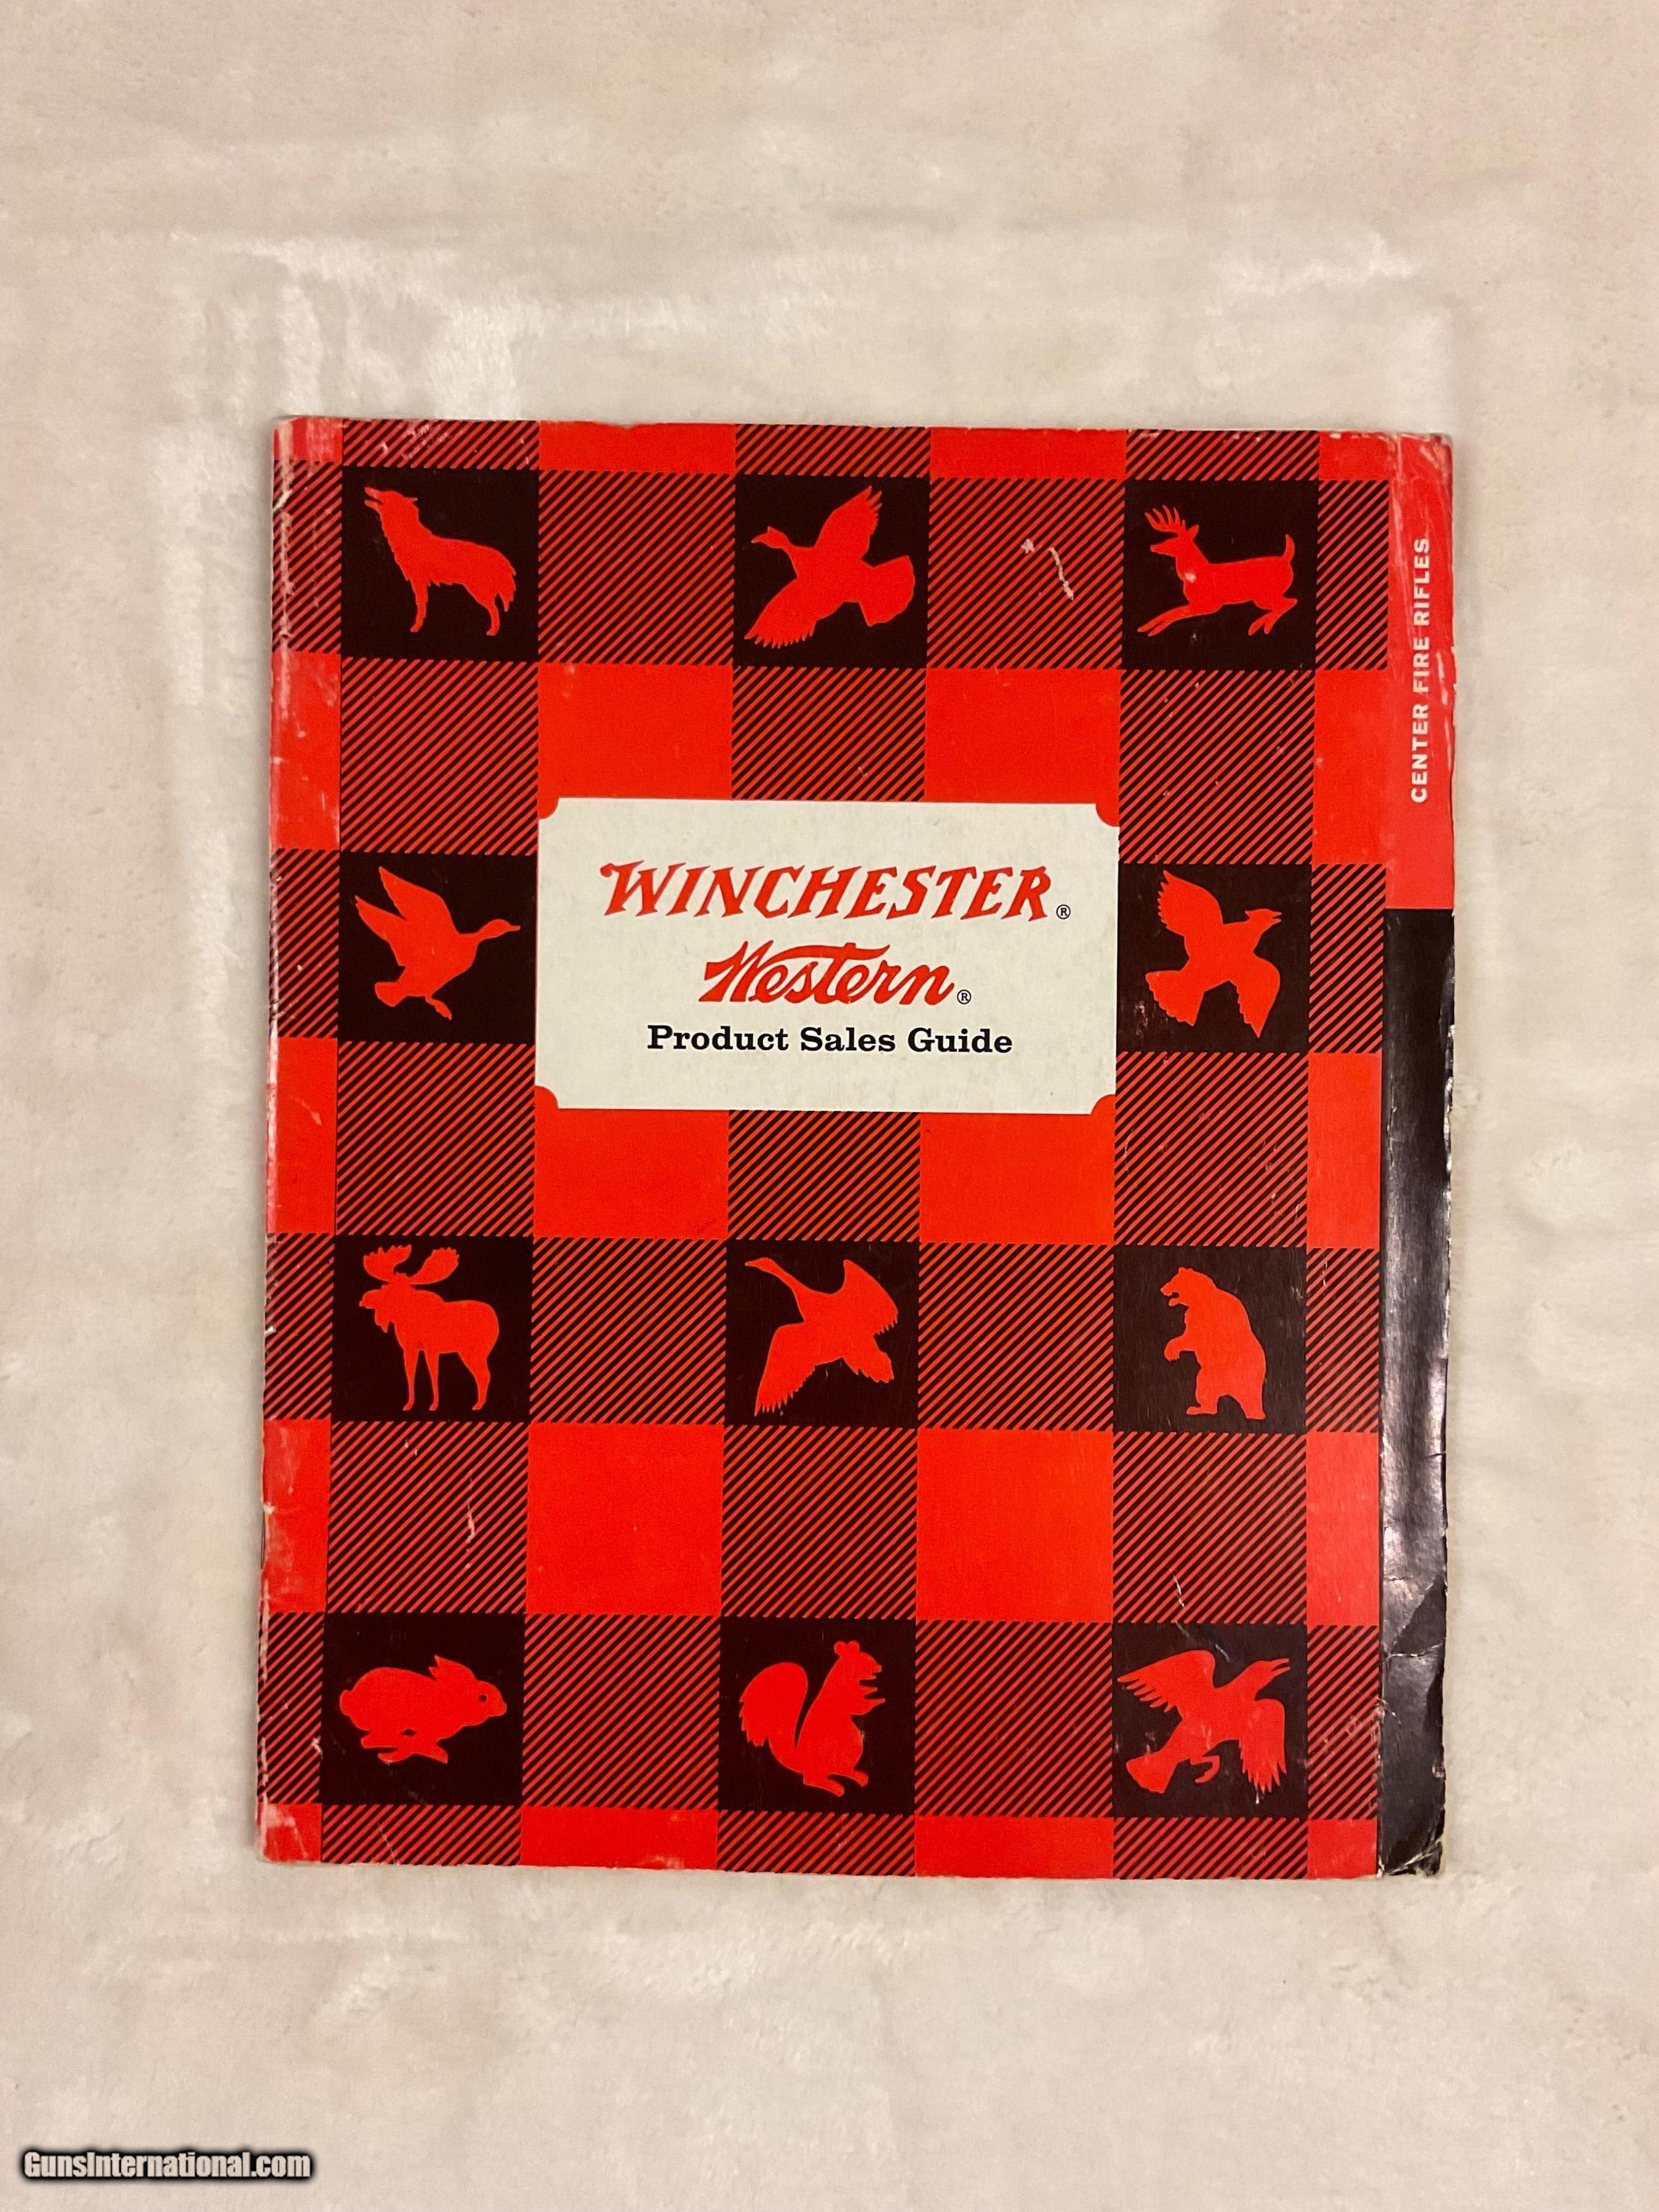 WINCHESTER®
Western®
Product Sales Guide
CENTER FIRE RIFLES
GunsInternational.com